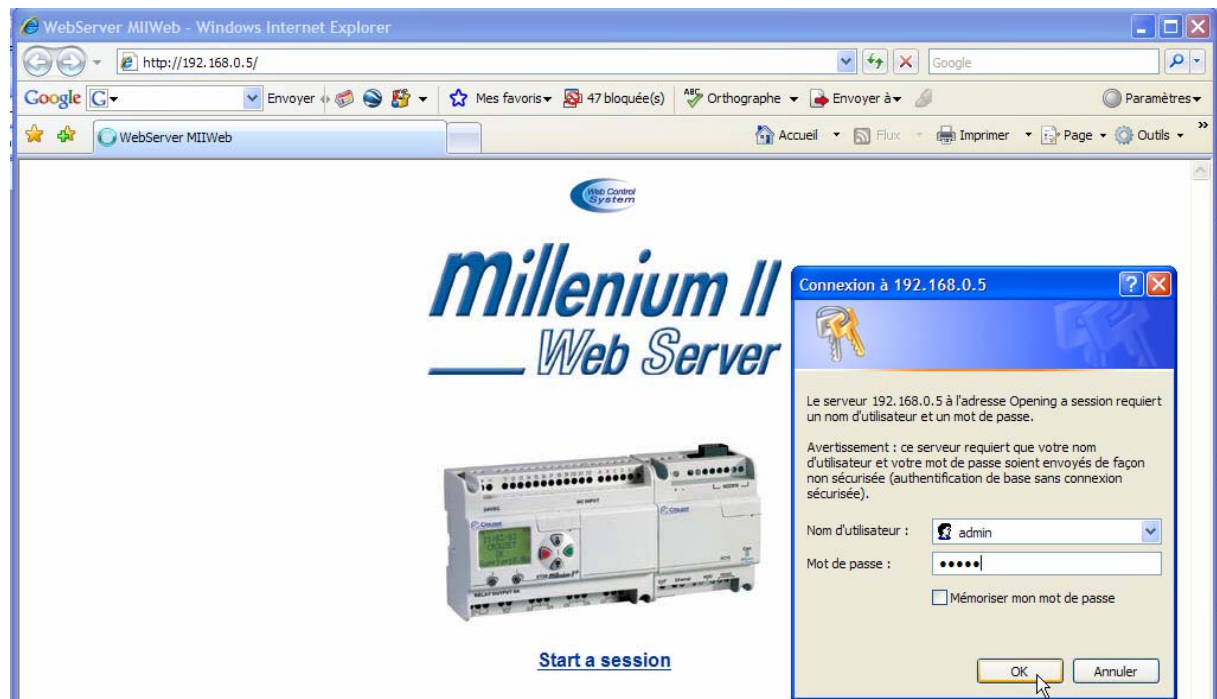 WebServer MIIWeb - Windows Internet Explorer
http://192.168.0.5/
Google
Google
Envoyer
Mes favoris
47 bloquée(s)
ABC
Orthographe
Envoyer à
Paramètres
WebServer MIIWeb
Accueil
Flux
Imprimer
Page
Outils
Web Control
System
Millenium II
Web Server
Connexion à 192.168.0.5
Le serveur 192.168.0.5 à l'adresse Opening a session requiert
un nom d'utilisateur et un mot de passe.
Avertissement : ce serveur requiert que votre nom
d'utilisateur et votre mot de passe soient envoyés de façon
non sécurisée (authentification de base sans connexion
sécurisée).
Nom d'utilisateur :
admin
Mot de passe :
•••••
Mémoriser mon mot de passe
OK
Annuler
Crouzet
RELAY OUTPUT 8A
Start a session